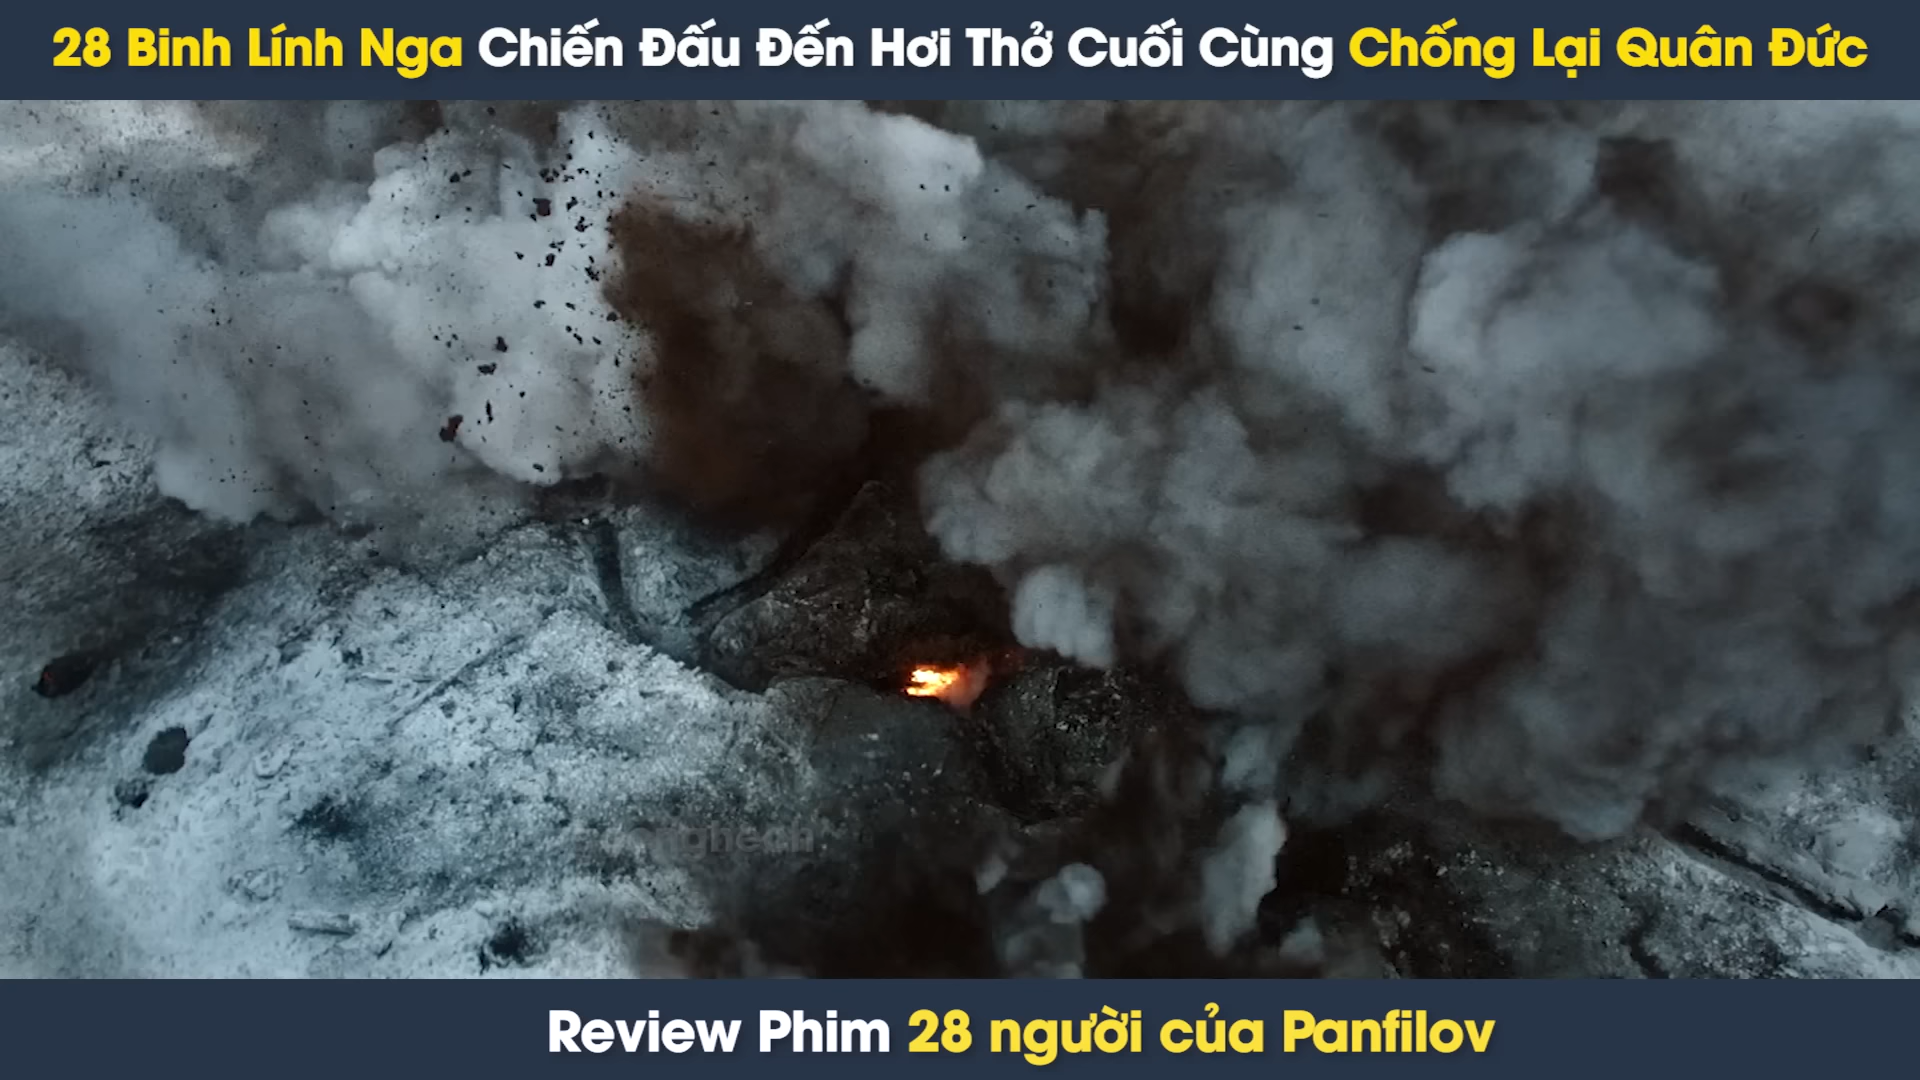 28 Binh Lính Nga Chiến Đấu Đến Hơi Thở Cuối Cùng Chống Lại Quân Đức
Review Phim 28 người của Panfilov